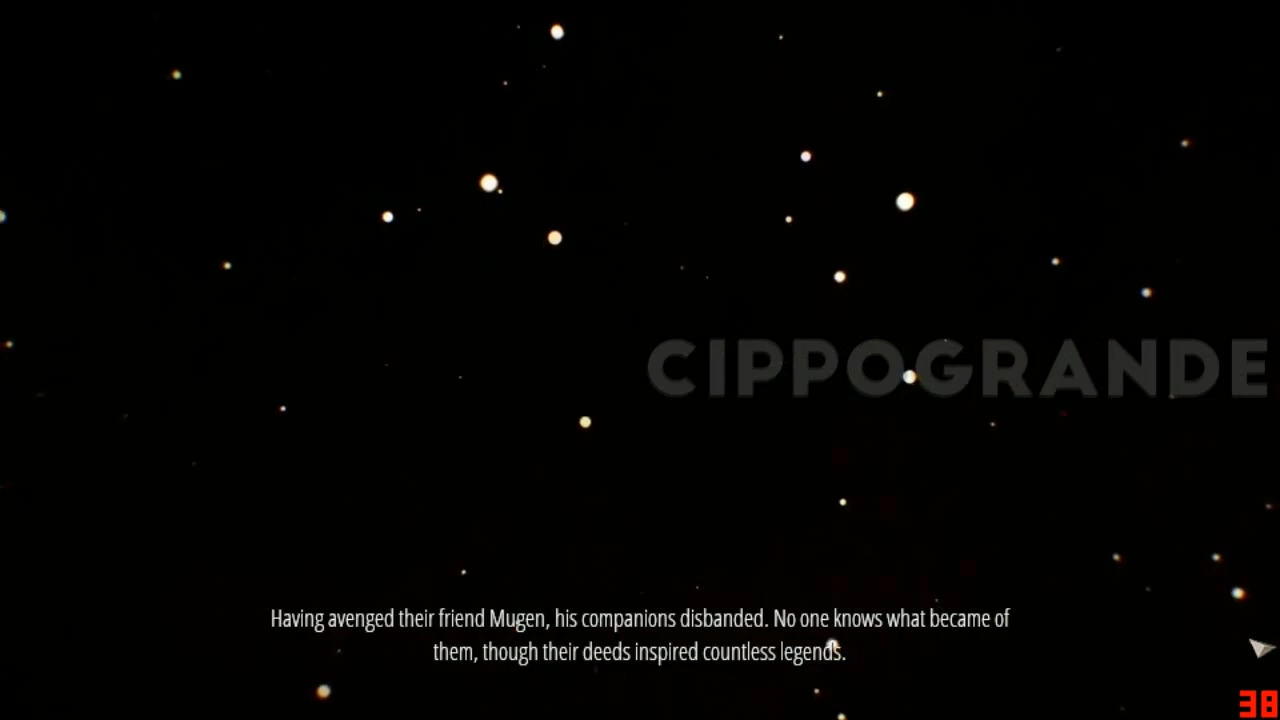 CIPPOGRANDE
Having avenged their friend Mugen, his companions disbanded. No one knows what became of
them, though their deeds inspired countless legends.
38